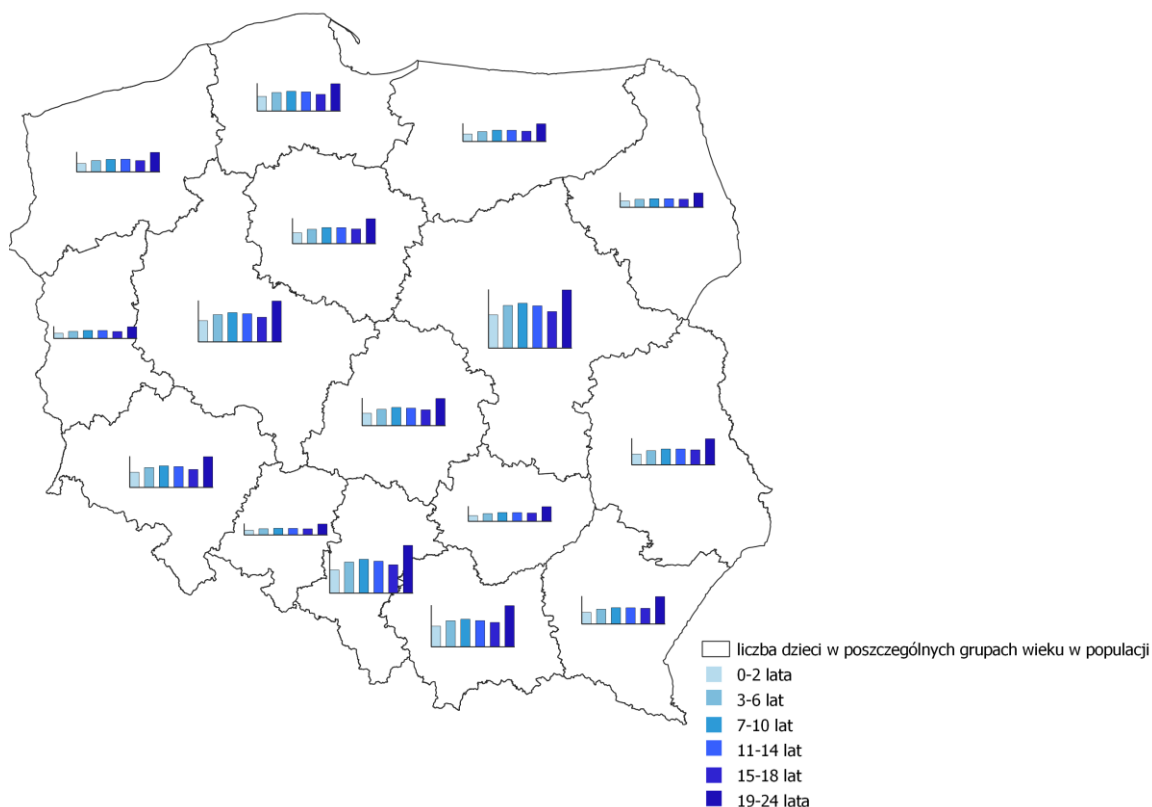 liczba dzieci w poszczególnych grupach wieku w populacji
0-2 lata
3-6 lat
7-10 lat
11-14 lat
15-18 lat
19-24 lata